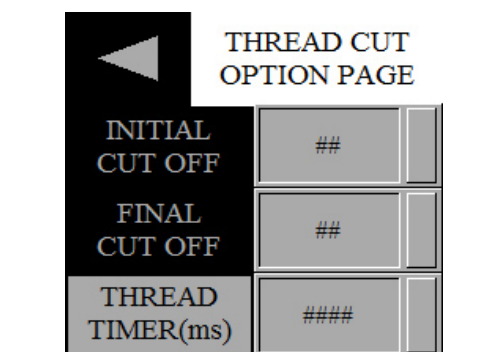 THREAD CUT
OPTION PAGE
INITIAL
CUT OFF
##
FINAL
CUT OFF
##
THREAD
TIMER(ms)
####